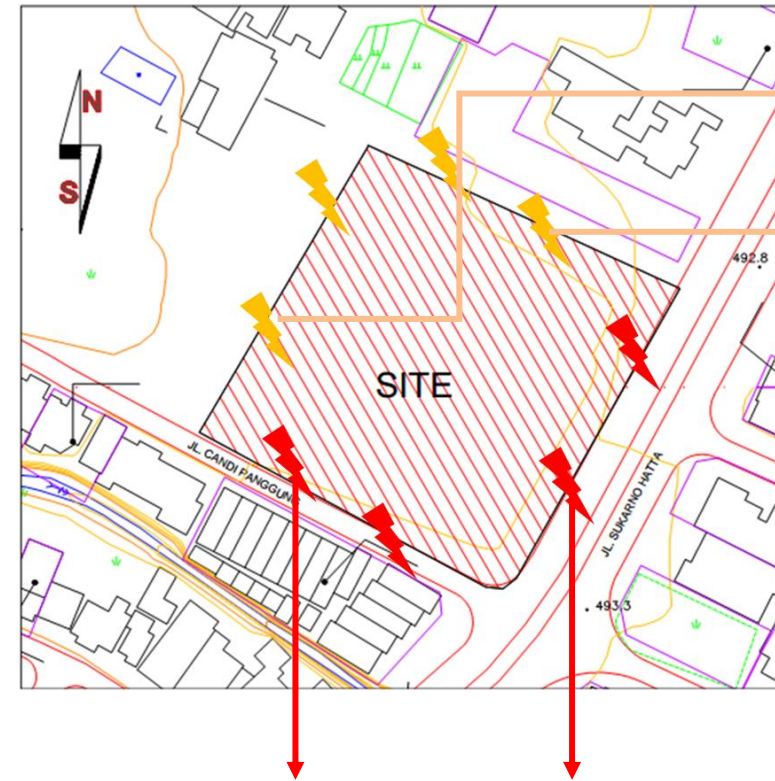 N
S
492.8
SITE
JL. CANDI PANGGUNG
JL. SUKARNO HATTA
493.3